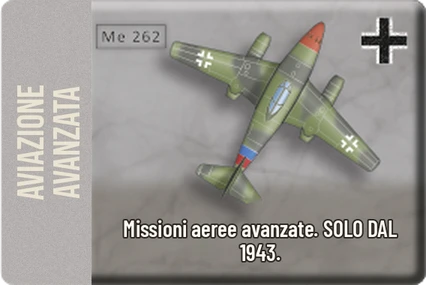 AVIAZIONE
AVANZATA
Me 262
Missioni aeree avanzate. SOLO DAL
1943.